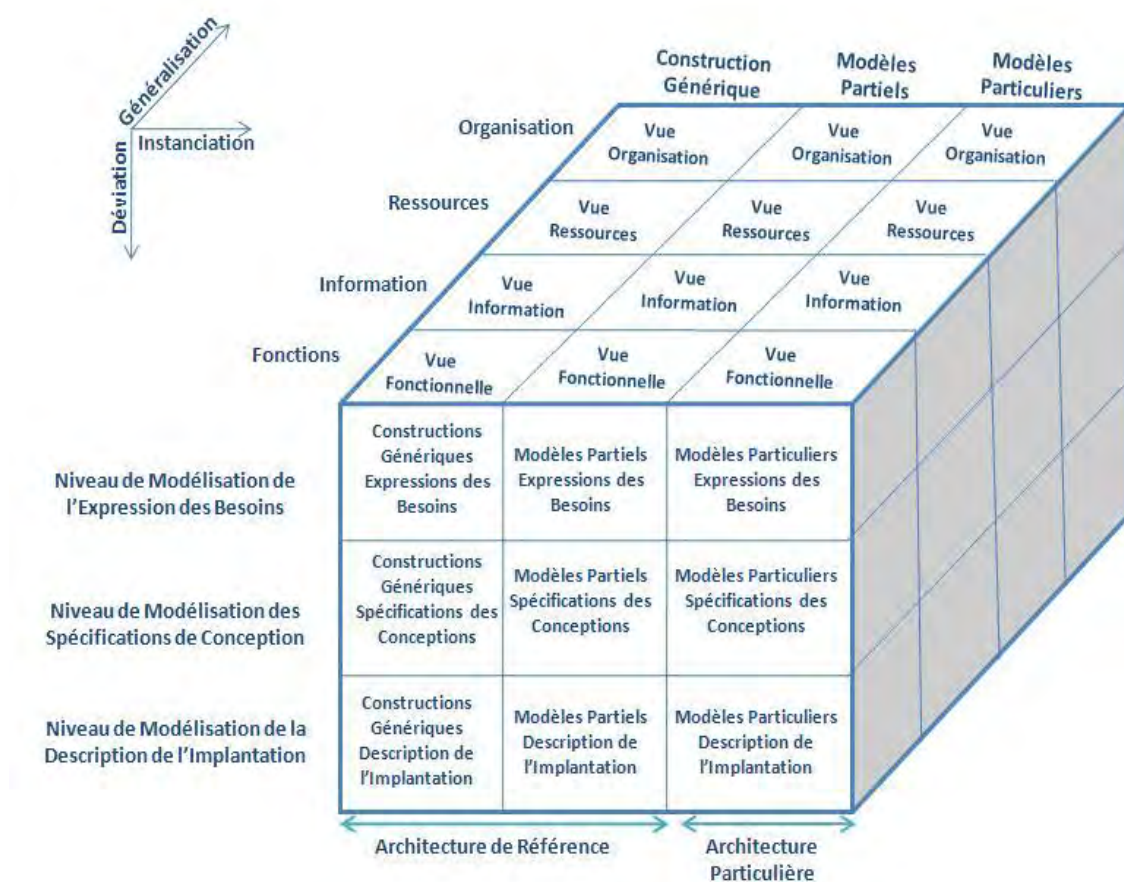 Généralisation
Instanciation
Déviation
Construction
Générique
Modèles
Partiels
Modèles
Particuliers
Organisation
Vue
Organisation
Vue
Organisation
Vue
Organisation
Ressources
Vue
Ressources
Vue
Ressources
Vue
Ressources
Information
Vue
Information
Vue
Information
Vue
Information
Fonctions
Vue
Fonctionnelle
Vue
Fonctionnelle
Vue
Fonctionnelle
Niveau de Modélisation de
l'Expression des Besoins
Constructions
Génériques
Expressions des
Besoins
Modèles Partiels
Expressions des
Besoins
Modèles Particuliers
Expressions des
Besoins
Niveau de Modélisation des
Spécifications de Conception
Constructions
Génériques
Spécifications des
Conceptions
Modèles Partiels
Spécifications des
Conceptions
Modèles Particuliers
Spécifications des
Conceptions
Niveau de Modélisation de la
Description de l'Implantation
Constructions
Génériques
Description de
l'Implantation
Modèles Partiels
Description de
l'Implantation
Modèles Particuliers
Description de
l'Implantation
Architecture de Référence
Architecture
Particulière